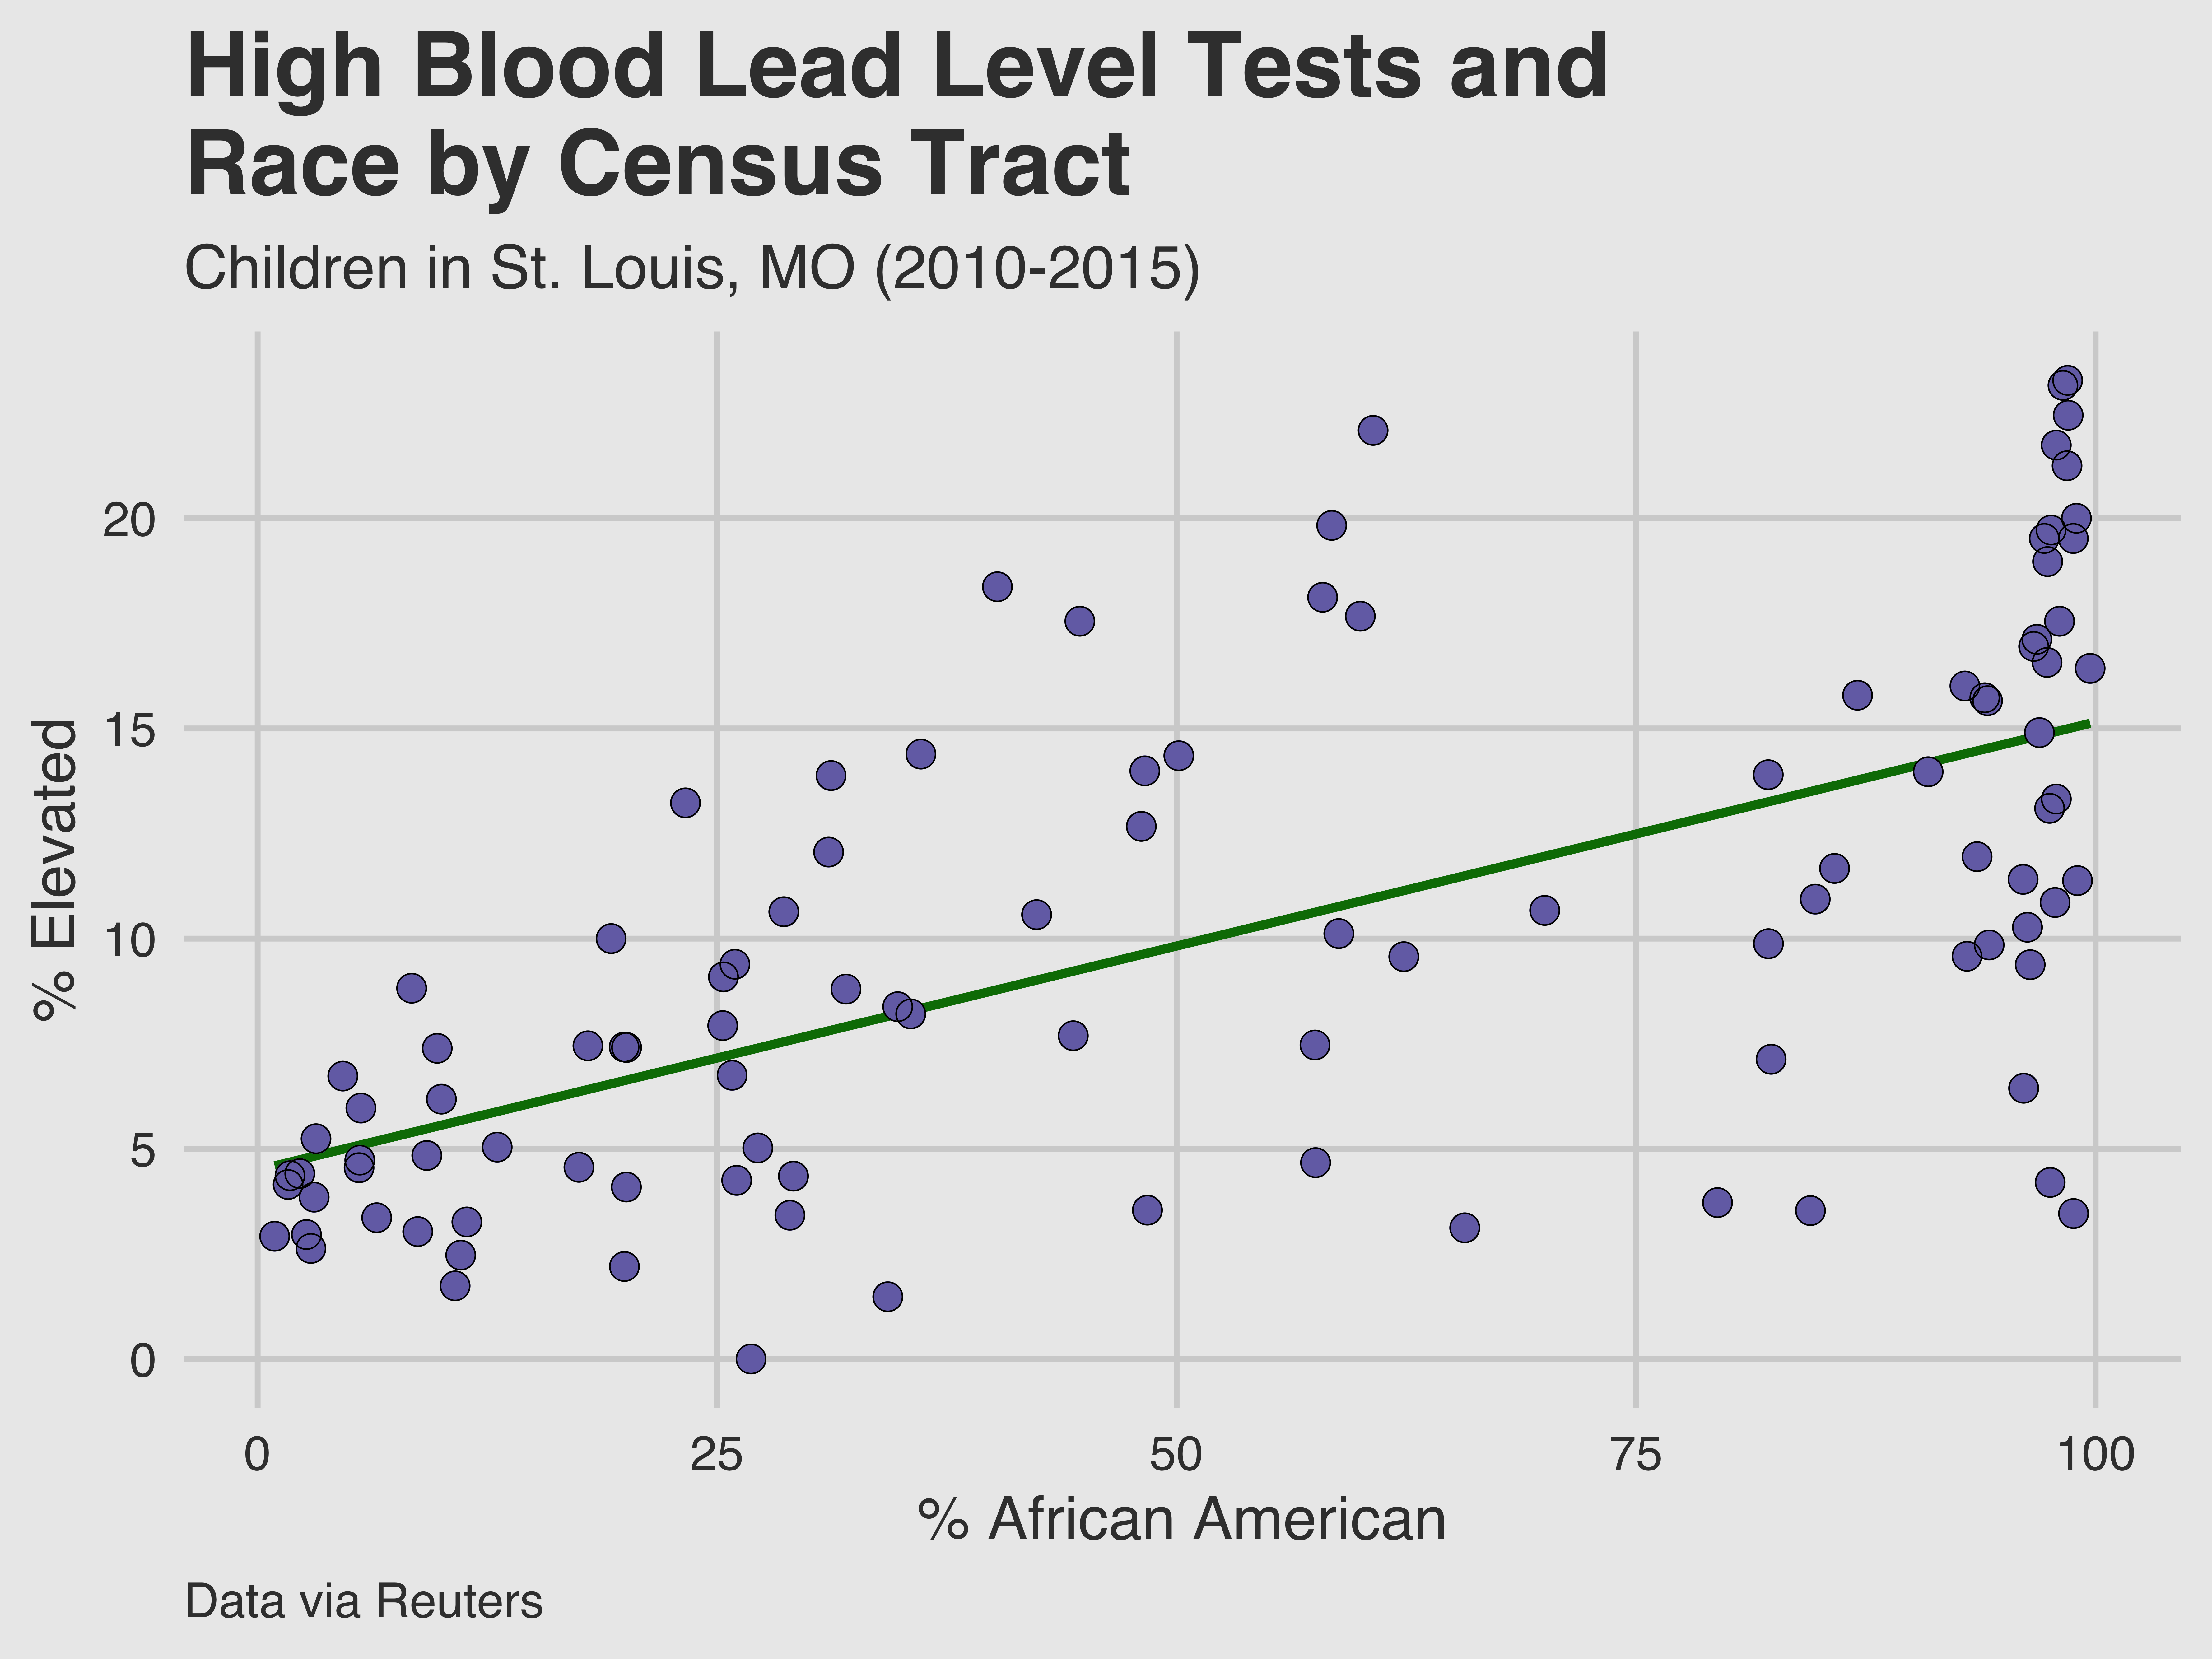 High Blood Lead Level Tests and
Race by Census Tract
Children in St. Louis, MO (2010-2015)
% Elevated
20
15
10
5
0
0 25 50 75 100
% African American
Data via Reuters